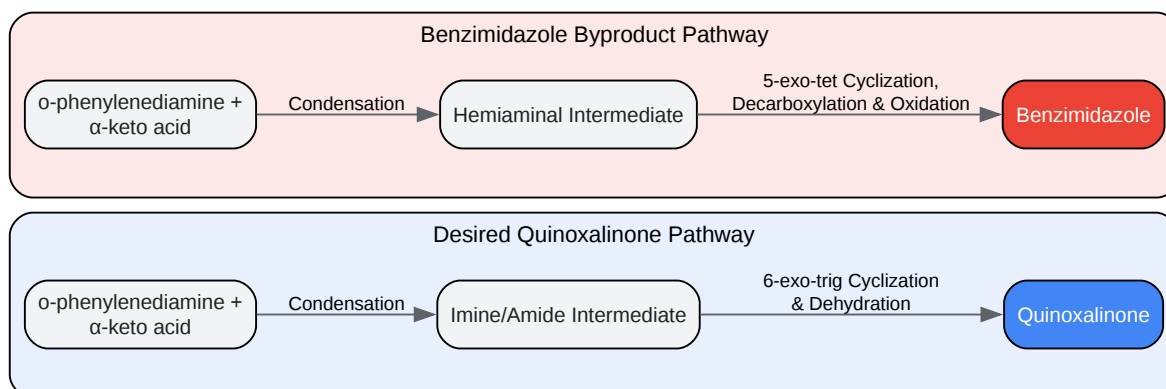 Benzimidazole Byproduct Pathway
o-phenylenediamine +
α-keto acid
Condensation
Hemiaminal Intermediate
5-exo-tet Cyclization,
Decarboxylation & Oxidation
Benzimidazole
Desired Quinoxalinone Pathway
o-phenylenediamine +
α-keto acid
Condensation
Imine/Amide Intermediate
6-exo-trig Cyclization
& Dehydration
Quinoxalinone